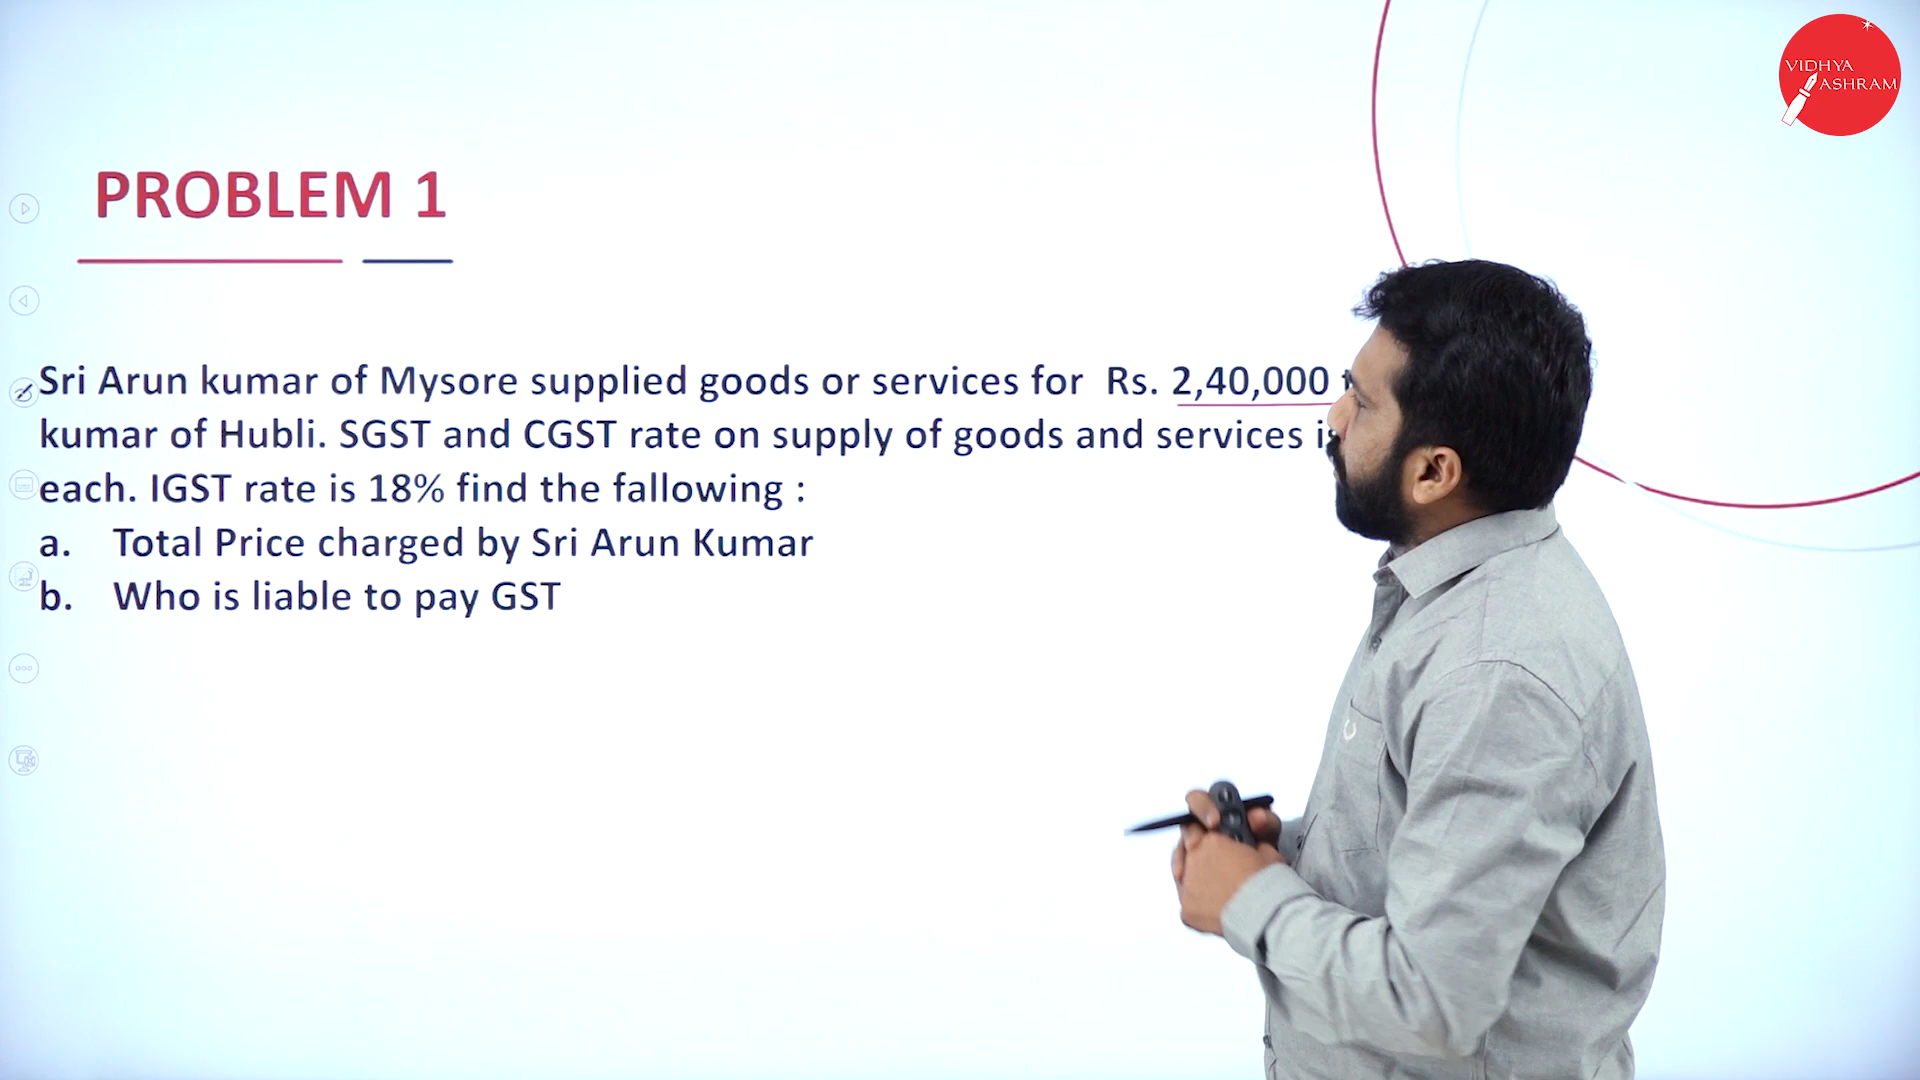 VIDHYA
ASHRAM
PROBLEM 1
Sri Arun kumar of Mysore supplied goods or services for Rs. 2,40,000
kumar of Hubli. SGST and CGST rate on supply of goods and services
each. IGST rate is 18% find the fallowing :
a. Total Price charged by Sri Arun Kumar
b. Who is liable to pay GST